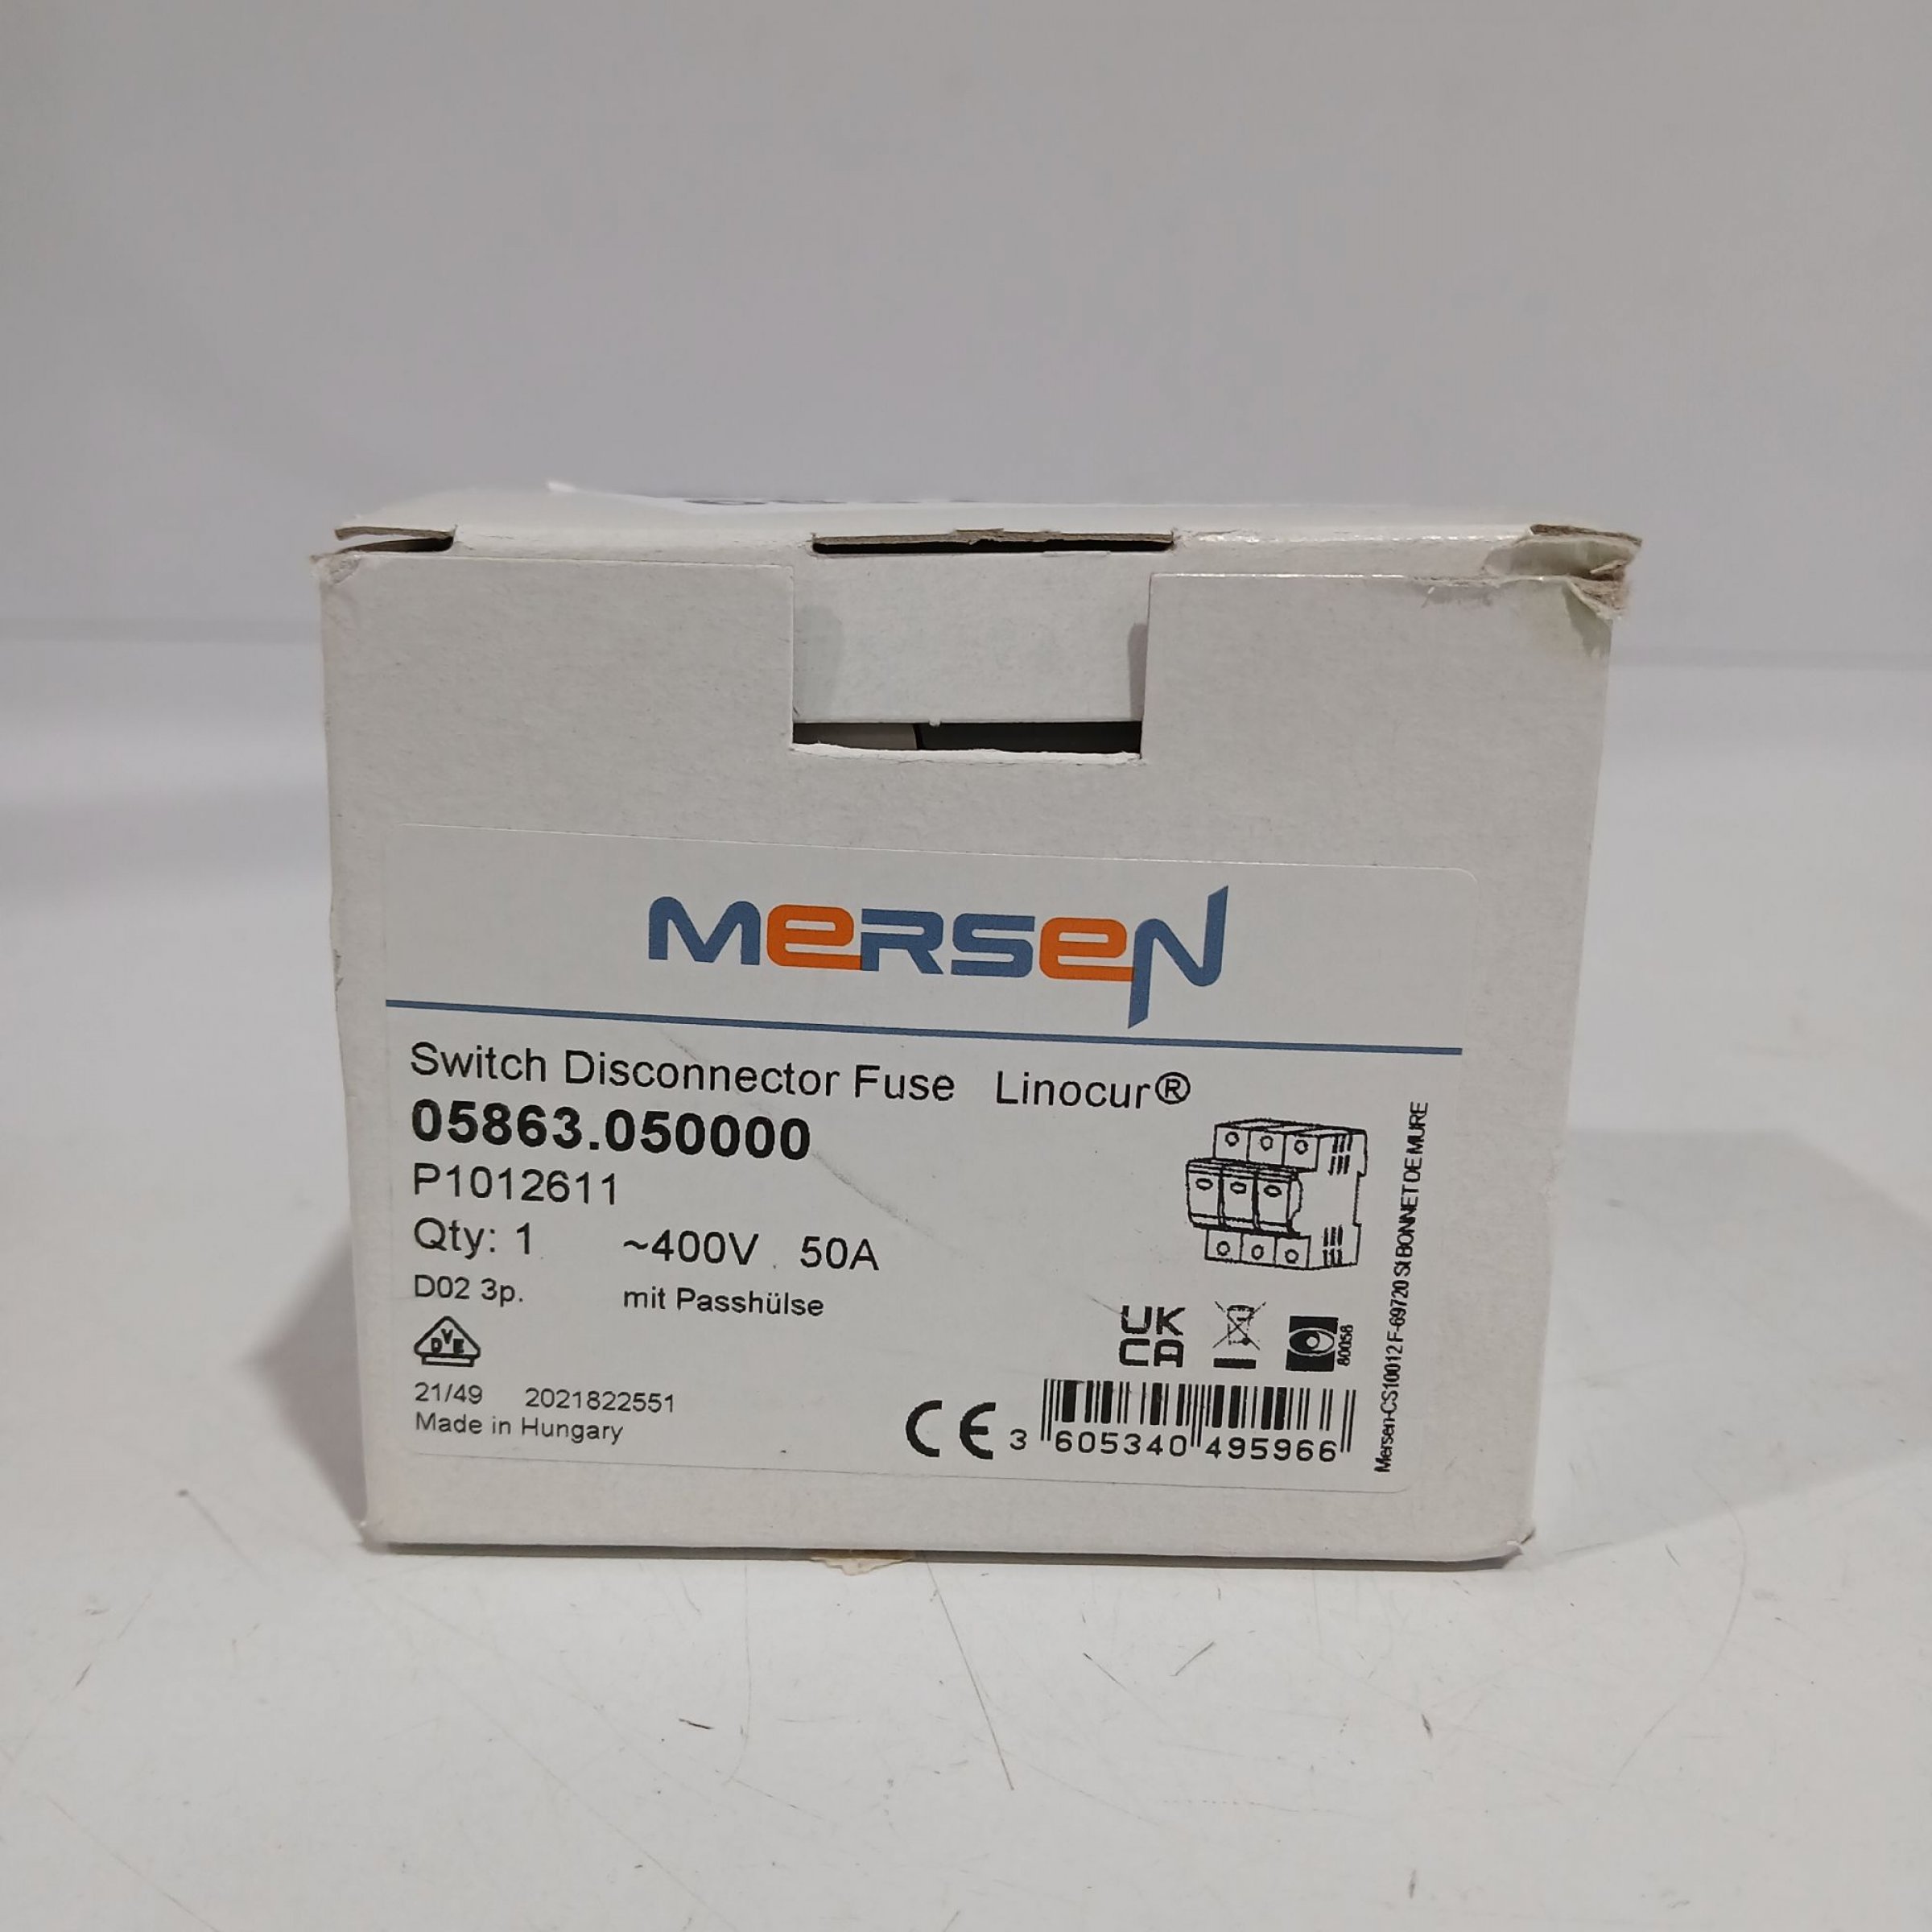 MERSEN
Switch Disconnector Fuse Linocur®
05863.050000
P1012611
Qty: 1 ~400V 50A
D02 3p. mit Passhülse
DVE
21/49 2021822551
Made in Hungary
UK
CA
80058
CE
3 605340 495966
Mersen-CS10012 F-69720 St BONNET DE MURE